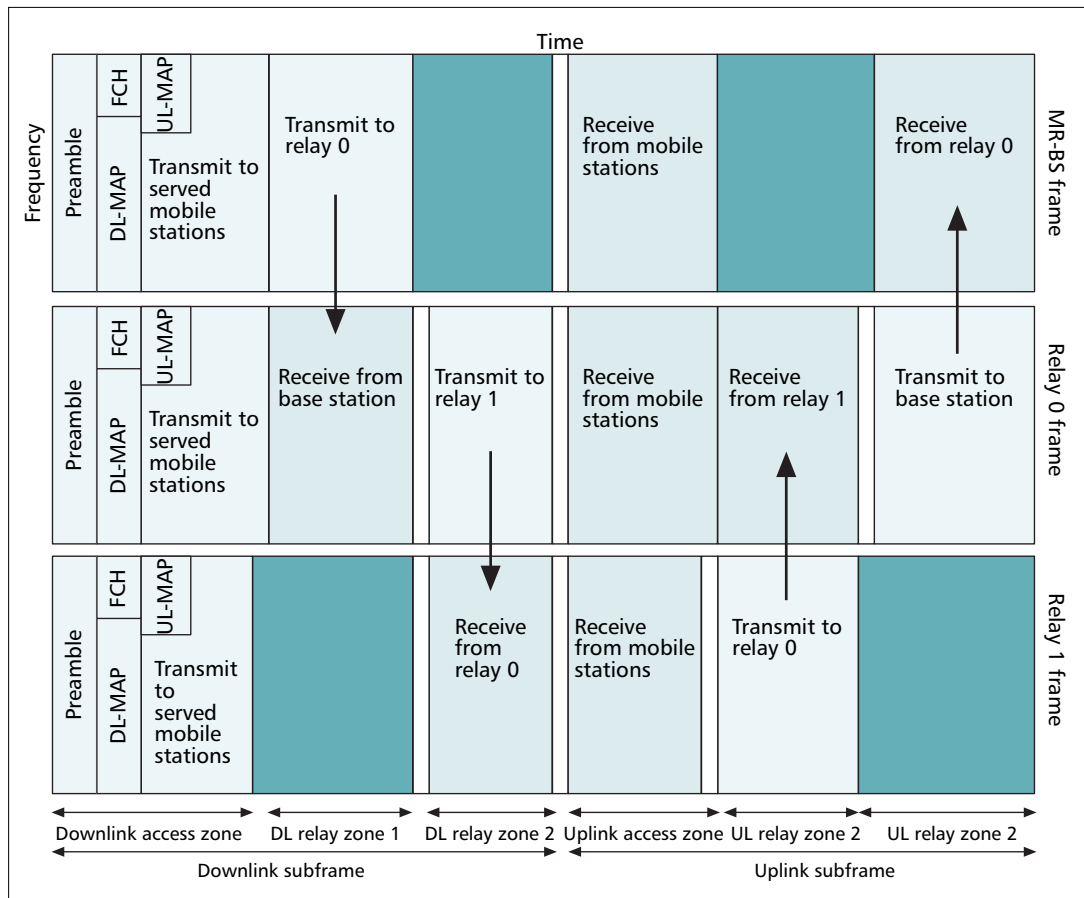 Time
Frequency
Preamble
FCH
DL-MAP
UL-MAP
Transmit to
served
mobile
stations
Transmit to
relay 0
Receive
from mobile
stations
Receive
from relay 0
MR-BS frame
Preamble
FCH
DL-MAP
UL-MAP
Transmit to
served
mobile
stations
Receive from
base station
Transmit to
relay 1
Receive
from mobile
stations
Receive
from relay 1
Transmit to
base station
Relay 0 frame
Preamble
FCH
DL-MAP
UL-MAP
Transmit
to
served
mobile
stations
Receive
from
relay 0
Receive
from mobile
stations
Transmit to
relay 0
Relay 1 frame
Downlink access zone
DL relay zone 1
DL relay zone 2
Uplink access zone
UL relay zone 2
UL relay zone 2
Downlink subframe
Uplink subframe